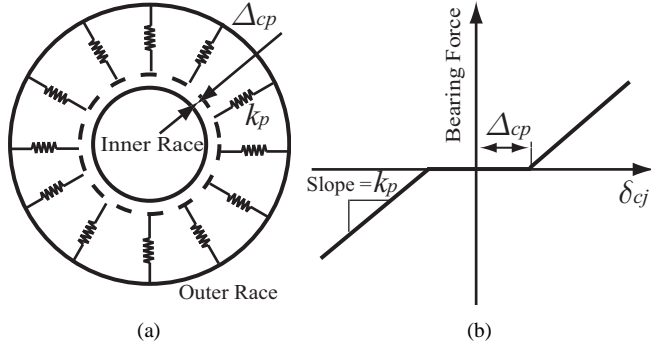 Δcp
kp
Inner Race
Outer Race
(a)
Bearing Force
Δcp
Slope = kp
δcj
(b)